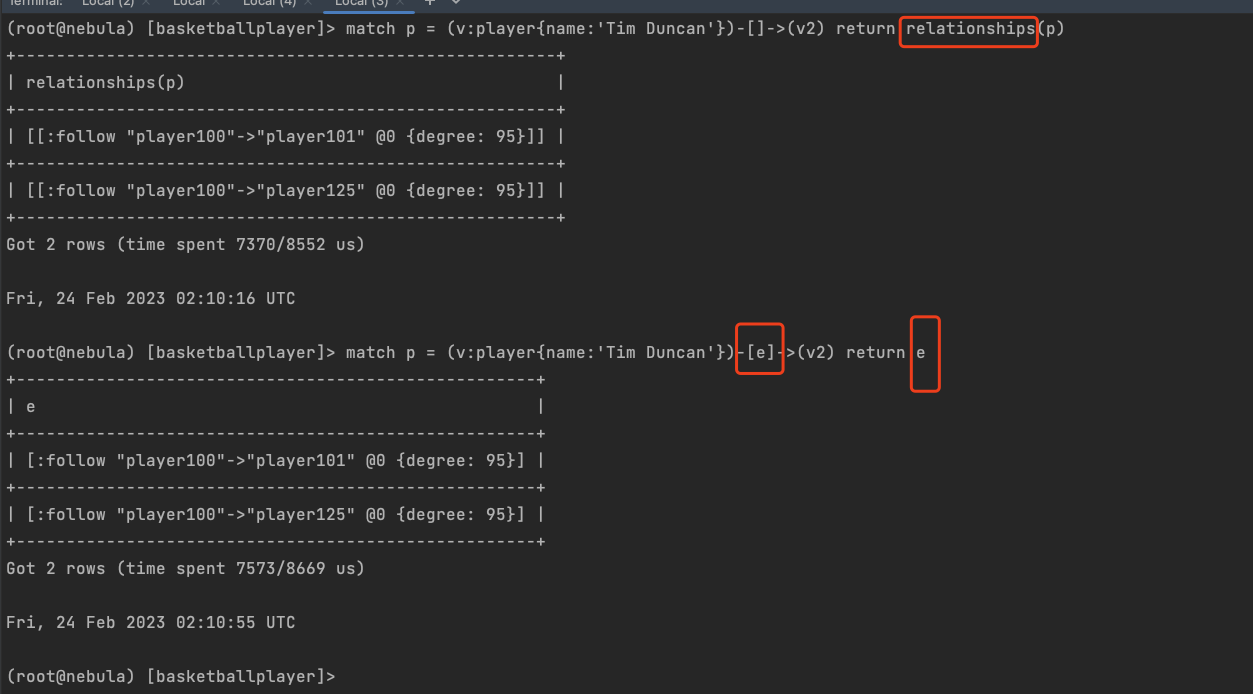 Terminal: Local (2) × Local × Local (4) × Local (3) × +
(root@nebula) [basketballplayer]> match p = (v:player{name:'Tim Duncan'})-[]->(v2) return relationships(p)
+------------------------------------------------------+
| relationships(p)                                     |
+------------------------------------------------------+
| [[:follow "player100"->"player101" @0 {degree: 95}]] |
+------------------------------------------------------+
| [[:follow "player100"->"player125" @0 {degree: 95}]] |
+------------------------------------------------------+
Got 2 rows (time spent 7370/8552 us)
Fri, 24 Feb 2023 02:10:16 UTC
(root@nebula) [basketballplayer]> match p = (v:player{name:'Tim Duncan'})-[e]->(v2) return e
+----------------------------------------------------+
| e                                                  |
+----------------------------------------------------+
| [:follow "player100"->"player101" @0 {degree: 95}] |
+----------------------------------------------------+
| [:follow "player100"->"player125" @0 {degree: 95}] |
+----------------------------------------------------+
Got 2 rows (time spent 7573/8669 us)
Fri, 24 Feb 2023 02:10:55 UTC
(root@nebula) [basketballplayer]>